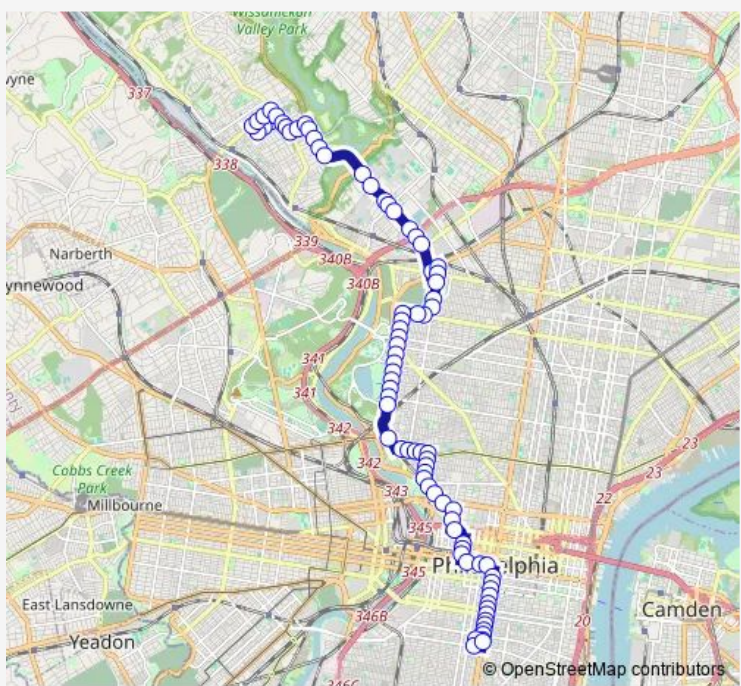 Wissahickon
Valley Park
wyne
337
338
339
340B
340B
Narberth
ynnewood
341
341
342
342
343
Cobbs Creek
Park
Millbourne
23
23
22
345
Philadelphia
345
20
East Lansdowne
Camden
346B
Yeadon
346C
© OpenStreetMap contributors